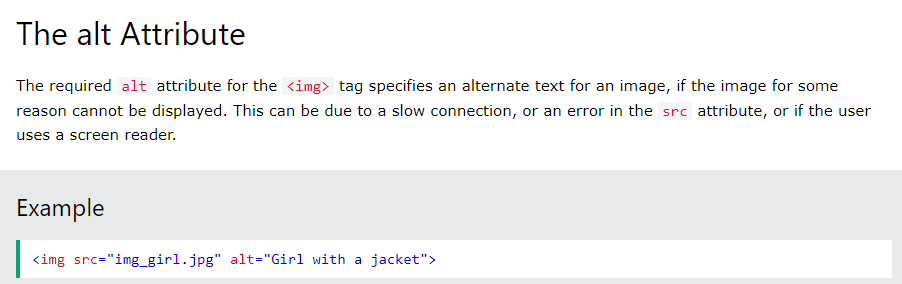 The alt Attribute
The required alt attribute for the <img> tag specifies an alternate text for an image, if the image for some
reason cannot be displayed. This can be due to a slow connection, or an error in the src attribute, or if the user
uses a screen reader.
Example
<img src="img_girl.jpg" alt="Girl with a jacket">